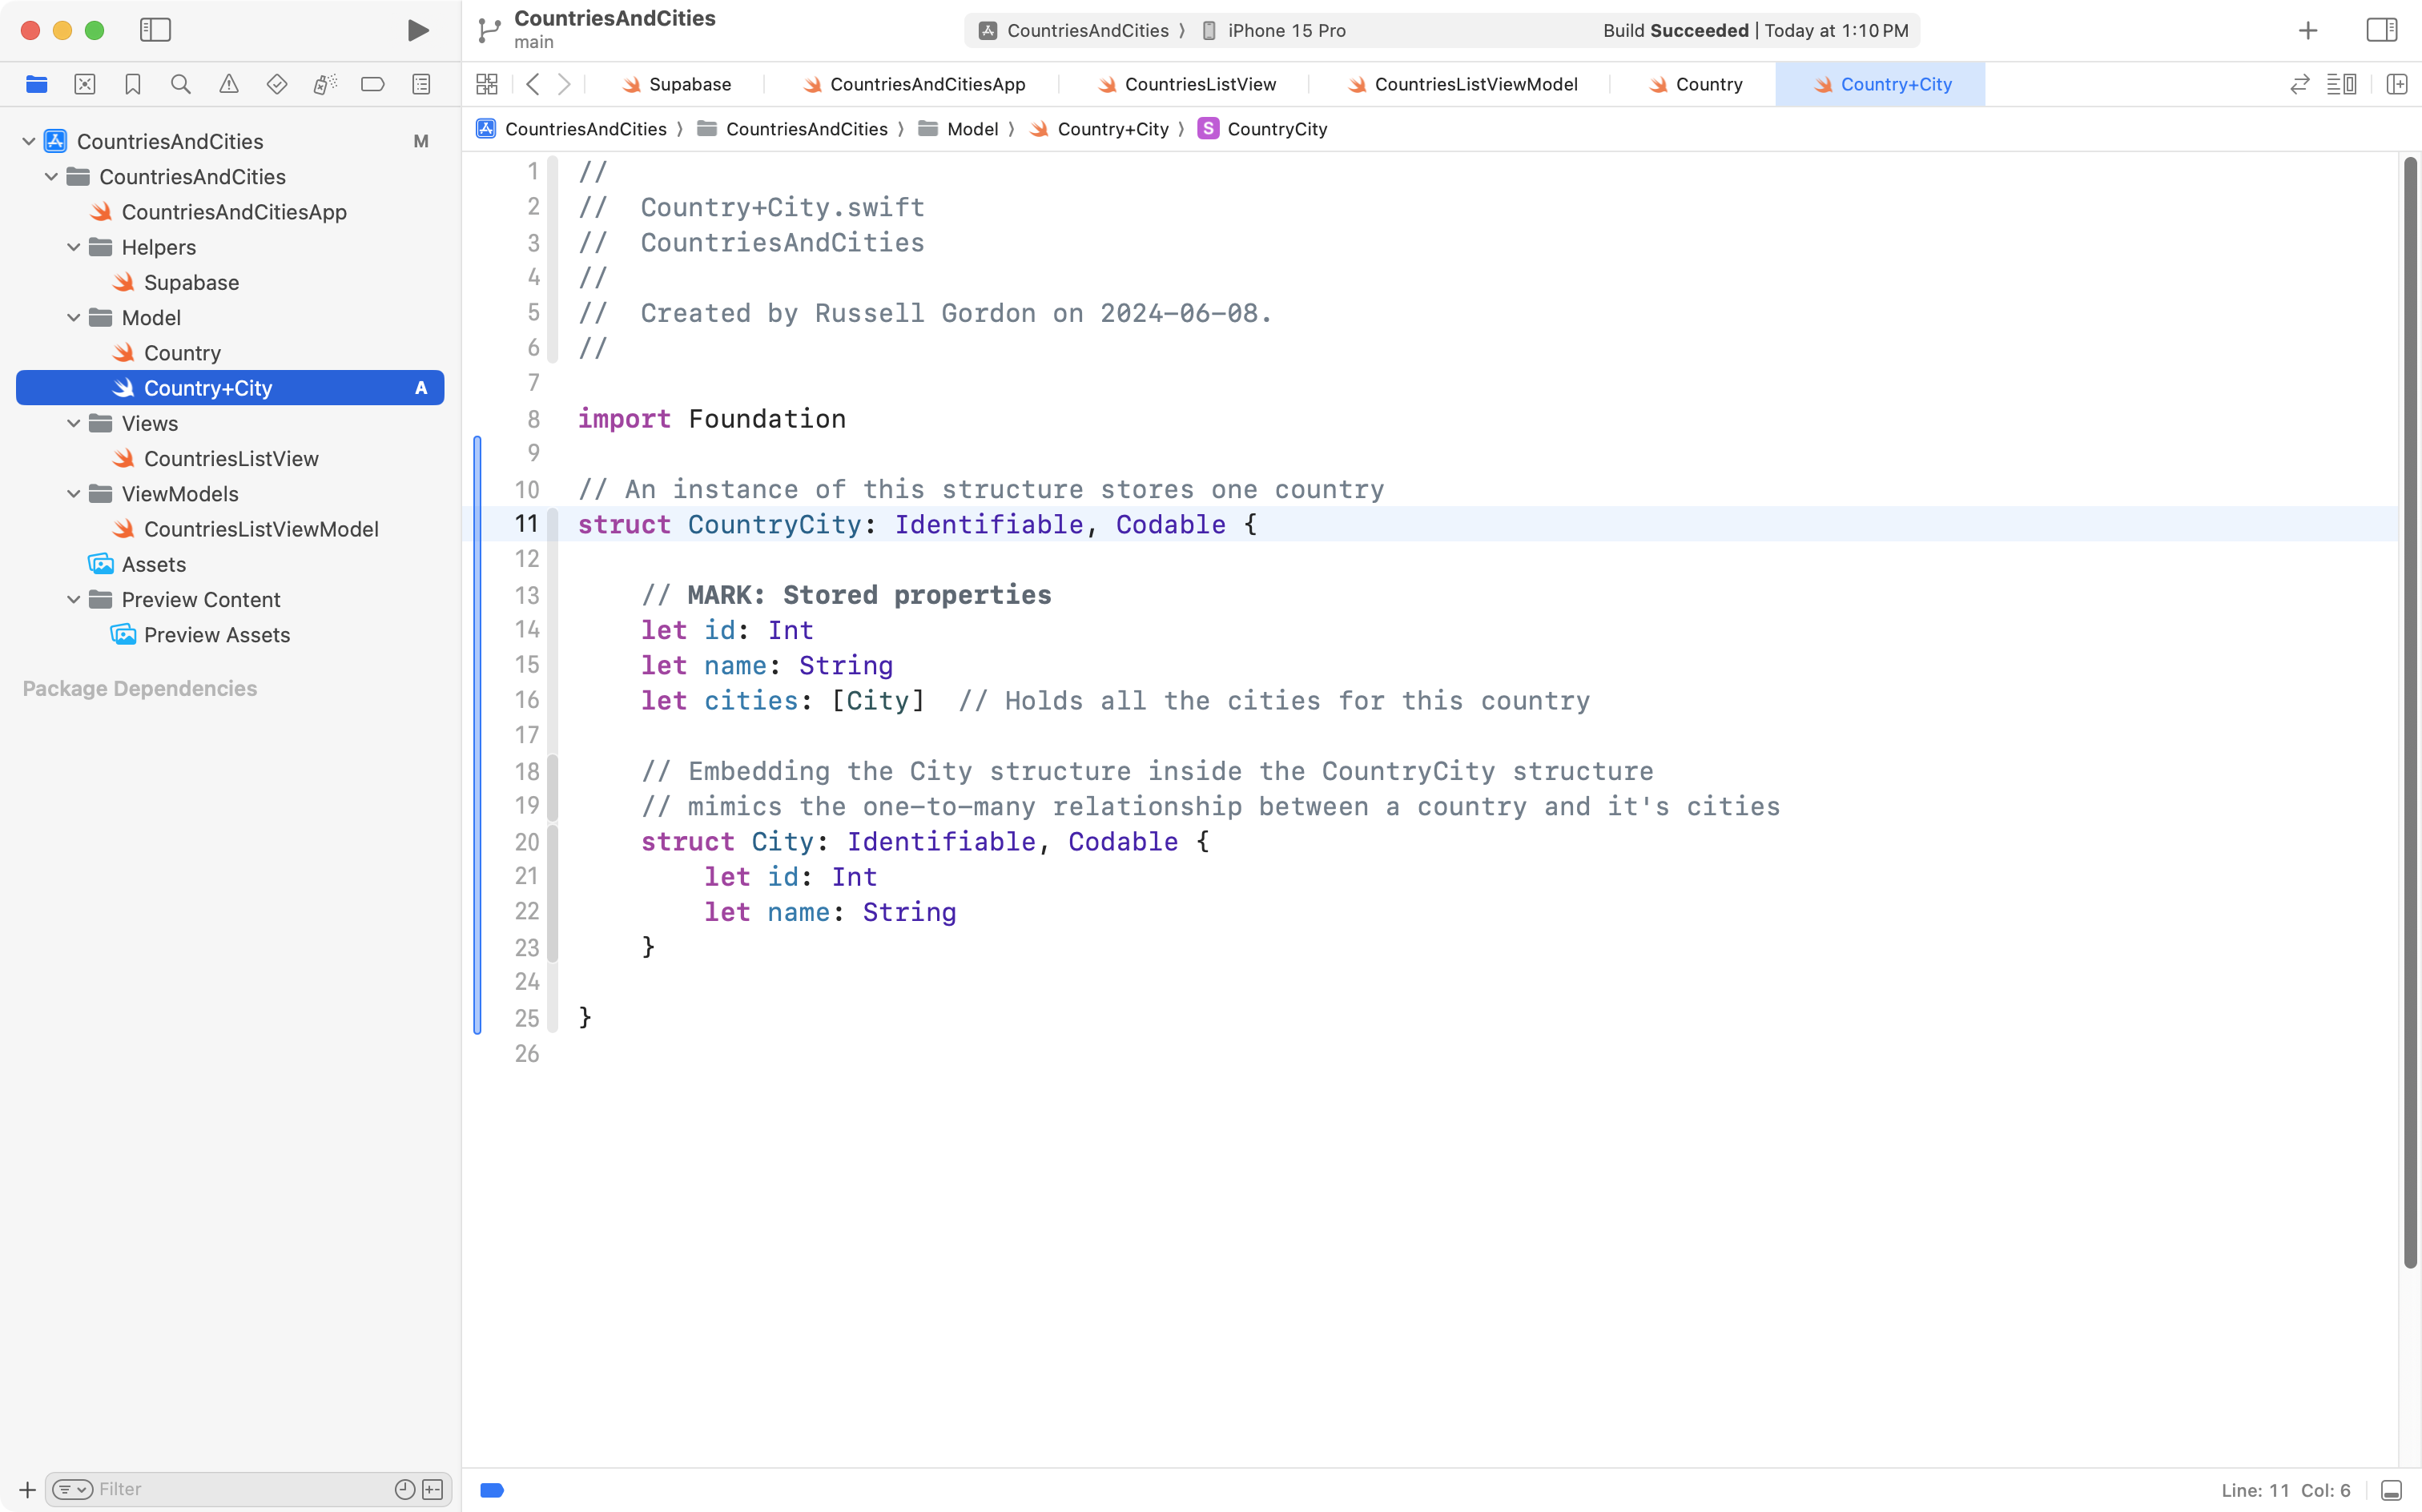 CountriesAndCities
main
CountriesAndCities
iPhone 15 Pro
Build Succeeded | Today at 1:10 PM
Supabase
CountriesAndCitiesApp
CountriesListView
CountriesListViewModel
Country
Country+City
CountriesAndCities
CountriesAndCities
Model
Country+City
S
CountryCity
CountriesAndCities
M
CountriesAndCities
CountriesAndCitiesApp
Helpers
Supabase
Model
Country
Country+City
A
Views
CountriesListView
ViewModels
CountriesListViewModel
Assets
Preview Content
Preview Assets
Package Dependencies
Filter
1 //
2 //  Country+City.swift
3 //  CountriesAndCities
4 //
5 //  Created by Russell Gordon on 2024-06-08.
6 //
7
8 import Foundation
9
10 // An instance of this structure stores one country
11 struct CountryCity: Identifiable, Codable {
12
13     // MARK: Stored properties
14     let id: Int
15     let name: String
16     let cities: [City]  // Holds all the cities for this country
17
18     // Embedding the City structure inside the CountryCity structure
19     // mimics the one-to-many relationship between a country and it's cities
20     struct City: Identifiable, Codable {
21         let id: Int
22         let name: String
23     }
24
25 }
26
Line: 11  Col: 6